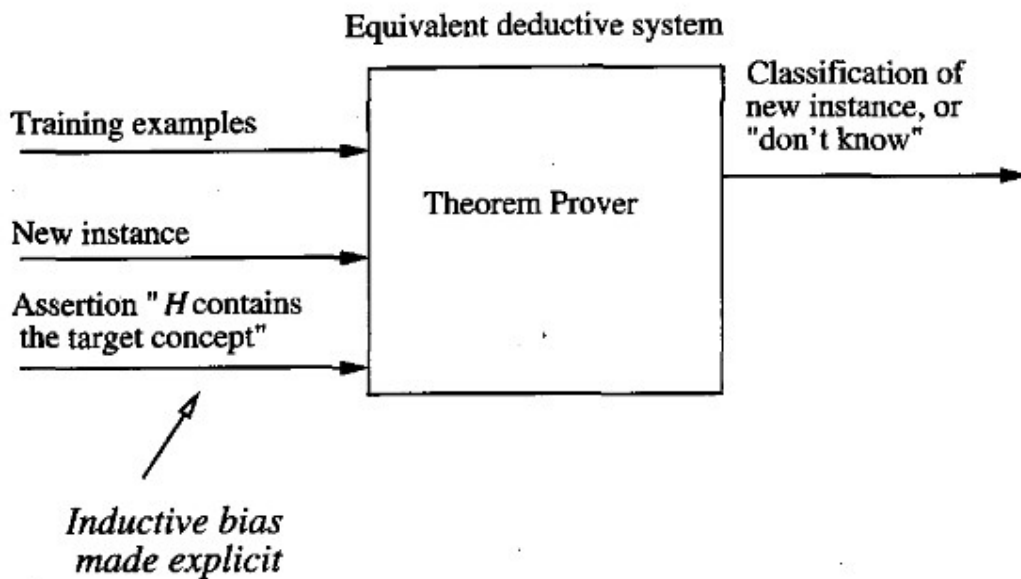 Equivalent deductive system
Training examples
New instance
Assertion "H contains
the target concept"
Theorem Prover
Classification of
new instance, or
"don't know"
Inductive bias
made explicit